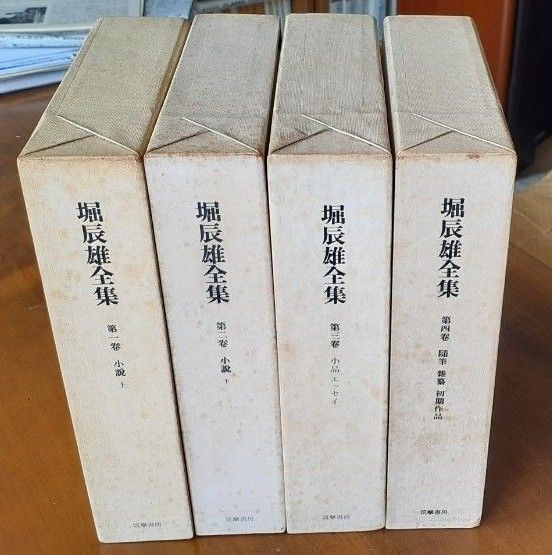 堀辰雄全集
第一巻 小説 上
筑摩書房
堀辰雄全集
第二巻 小説 下
筑摩書房
堀辰雄全集
第三巻 小品 エッセイ
筑摩書房
堀辰雄全集
第四巻 随筆 雑纂 初期作品
筑摩書房